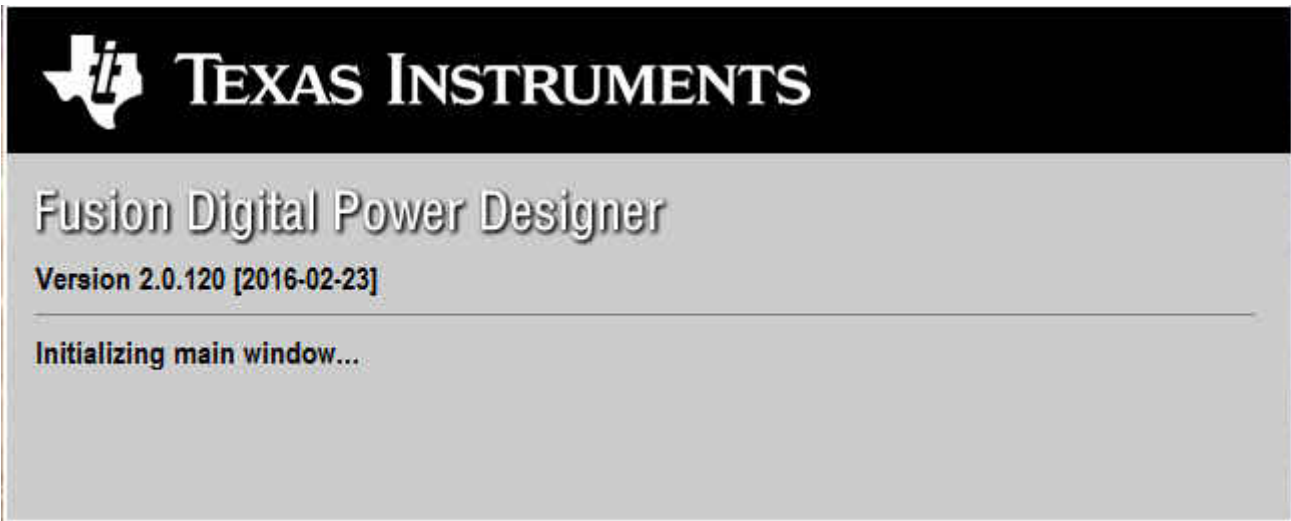 TEXAS INSTRUMENTS
Fusion Digital Power Designer
Version 2.0.120 [2016-02-23]
Initializing main window...